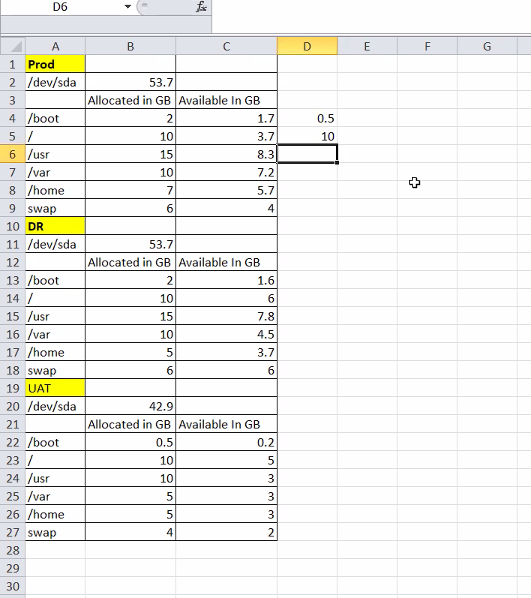 D6 fx
A B C D E F G
1 Prod
2 /dev/sda 53.7
3 Allocated in GB Available In GB
4 /boot 2 1.7 0.5
5 / 10 3.7 10
6 /usr 15 8.3
7 /var 10 7.2
8 /home 7 5.7
9 swap 6 4
10 DR
11 /dev/sda 53.7
12 Allocated in GB Available In GB
13 /boot 2 1.6
14 / 10 6
15 /usr 15 7.8
16 /var 10 4.5
17 /home 5 3.7
18 swap 6 6
19 UAT
20 /dev/sda 42.9
21 Allocated in GB Available In GB
22 /boot 0.5 0.2
23 / 10 5
24 /usr 10 3
25 /var 5 3
26 /home 5 3
27 swap 4 2
28
29
30